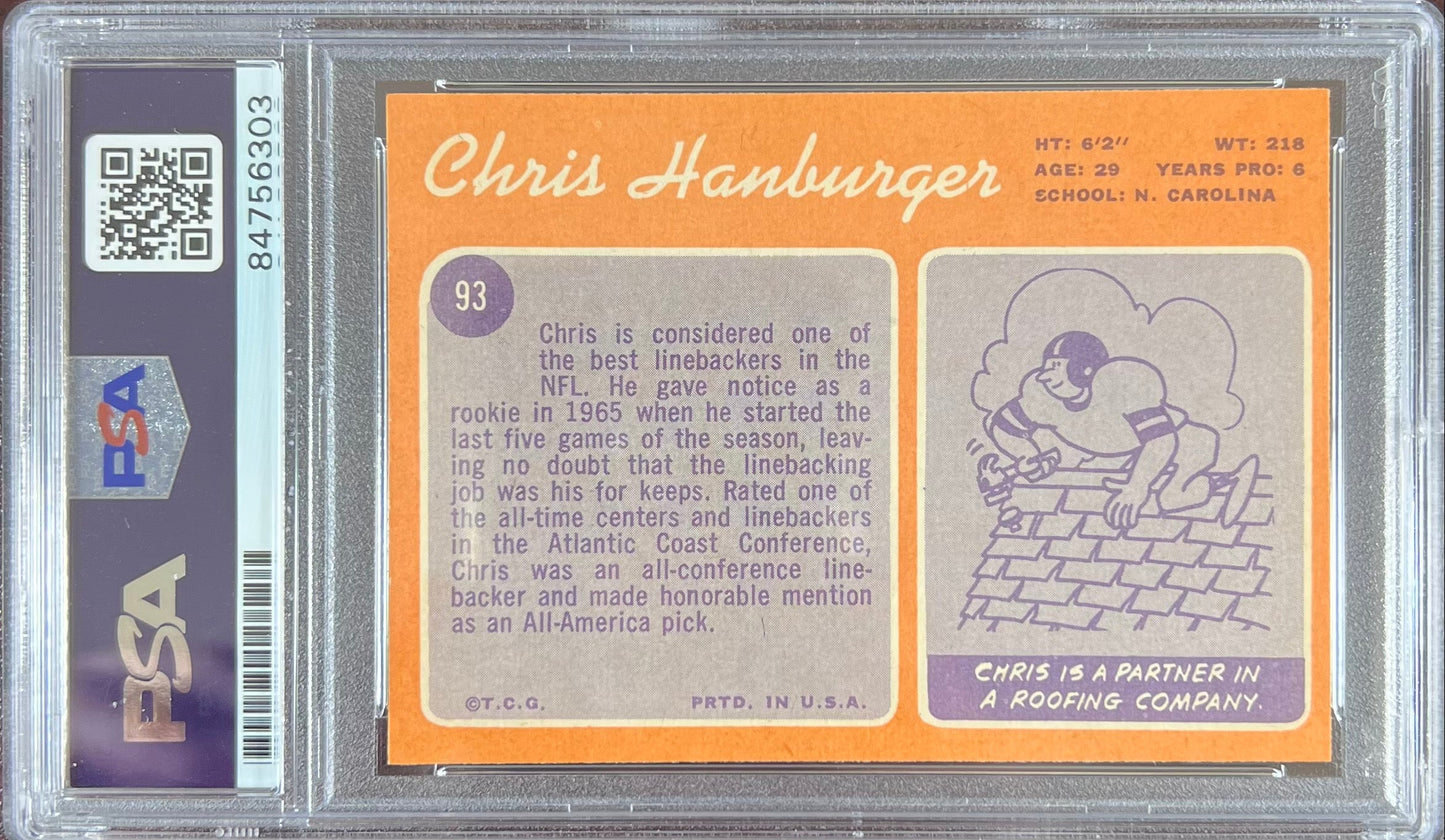 84756303
PSA
PSA
Chris Hanburger
HT: 6'2'' WT: 218
AGE: 29 YEARS PRO: 6
SCHOOL: N. CAROLINA
93
Chris is considered one of
the best linebackers in the
NFL. He gave notice as a
rookie in 1965 when he started the
last five games of the season, leav-
ing no doubt that the linebacking
job was his for keeps. Rated one of
the all-time centers and linebackers
in the Atlantic Coast Conference,
Chris was an all-conference line-
backer and made honorable mention
as an All-America pick.
©T.C.G. PRTD. IN U.S.A.
CHRIS IS A PARTNER IN
A ROOFING COMPANY.